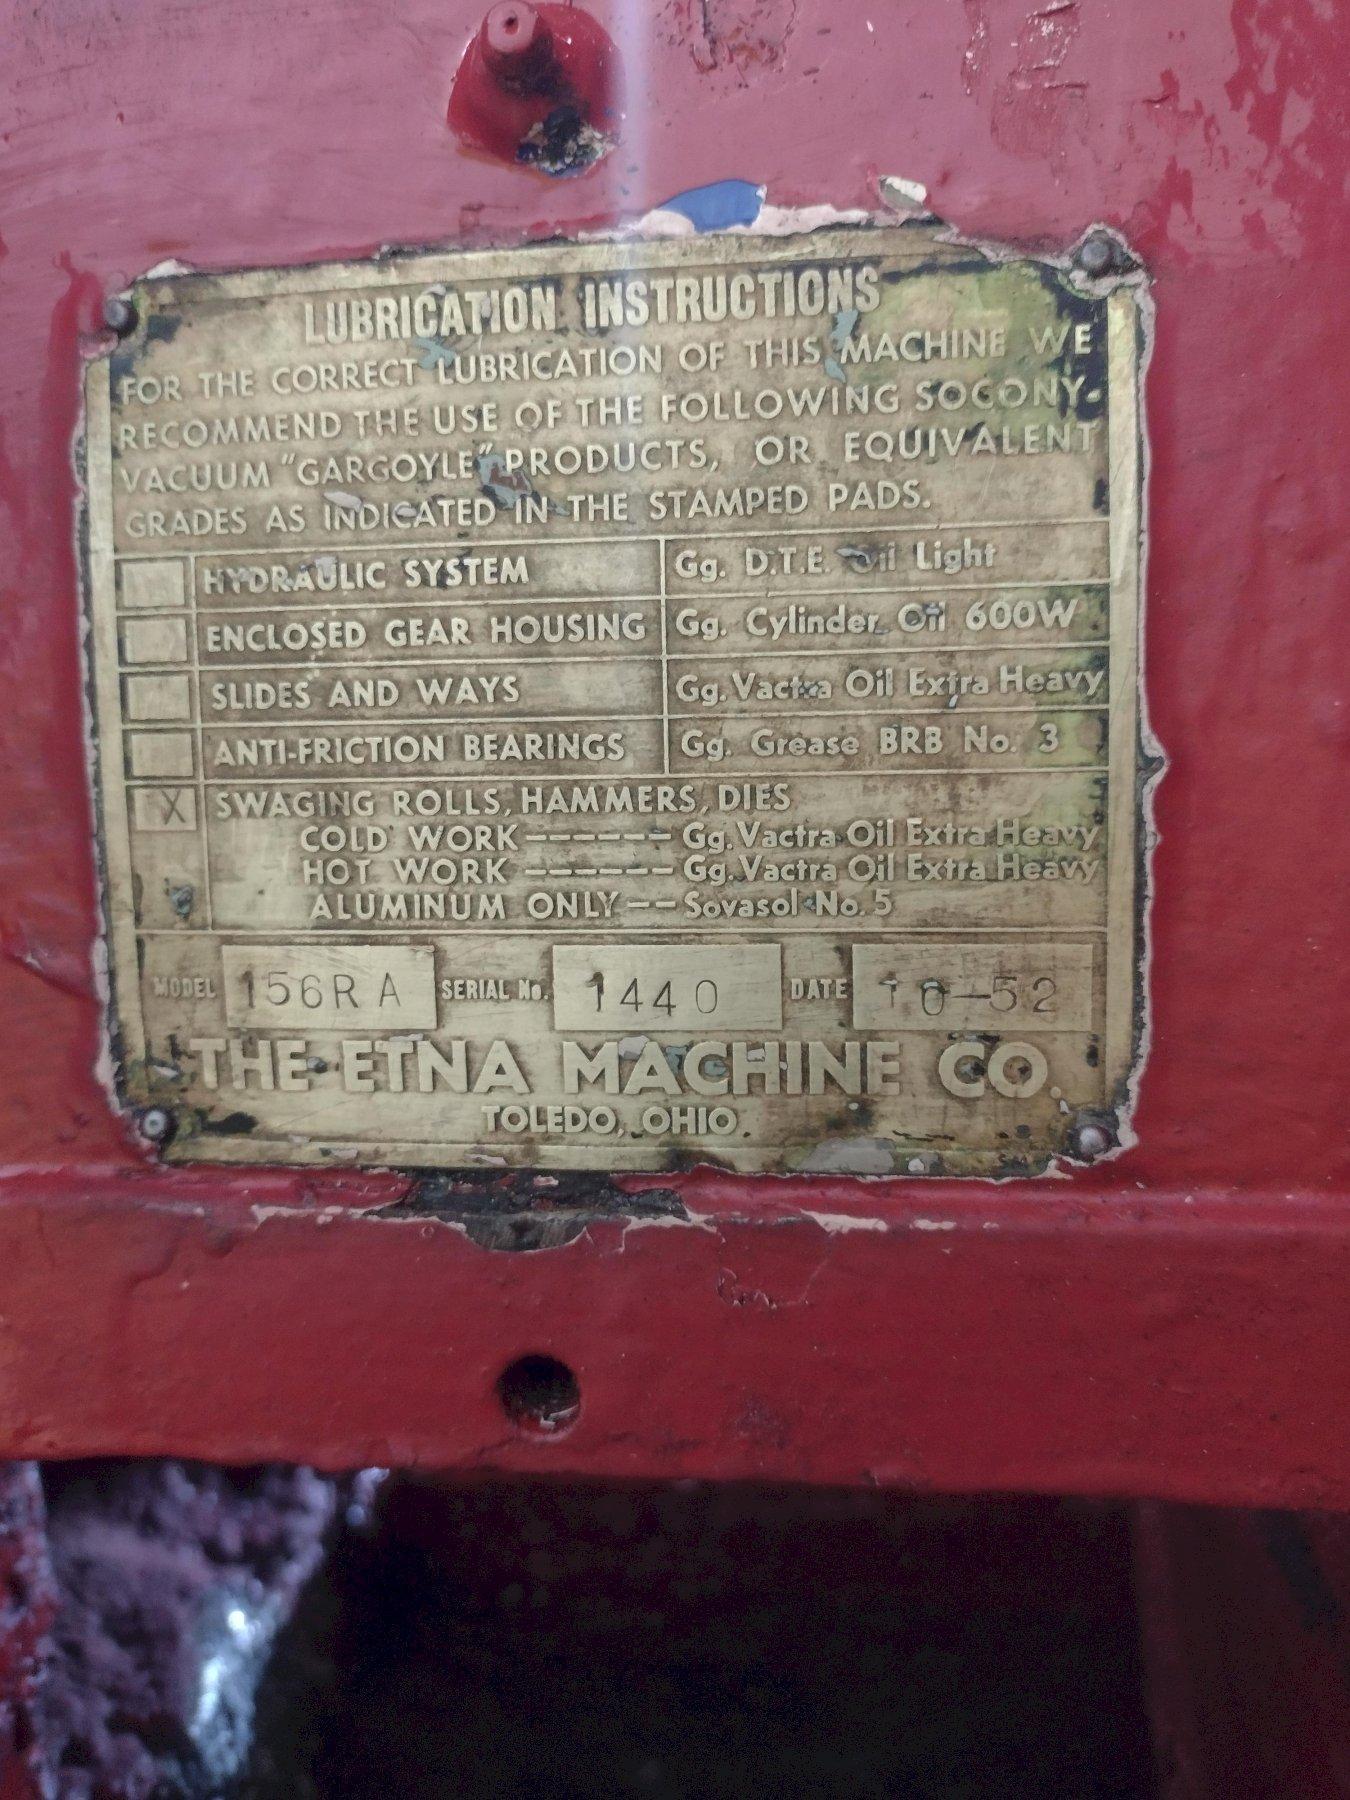 LUBRICATION INSTRUCTIONS
FOR THE CORRECT LUBRICATION OF THIS MACHINE WE
RECOMMEND THE USE OF THE FOLLOWING SOCONY-
VACUUM "GARGOYLE" PRODUCTS, OR EQUIVALENT
GRADES AS INDICATED IN THE STAMPED PADS.
HYDRAULIC SYSTEM Gg. D.T.E. Oil Light
ENCLOSED GEAR HOUSING Gg. Cylinder Oil 600W
SLIDES AND WAYS Gg. Vactra Oil Extra Heavy
ANTI-FRICTION BEARINGS Gg. Grease BRB No. 3
X SWAGING ROLLS, HAMMERS, DIES
COLD WORK ------ Gg. Vactra Oil Extra Heavy
HOT WORK ------ Gg. Vactra Oil Extra Heavy
ALUMINUM ONLY -- Sovasol No. 5
MODEL 156RA SERIAL No. 1440 DATE 10-52
THE ETNA MACHINE CO.
TOLEDO, OHIO.